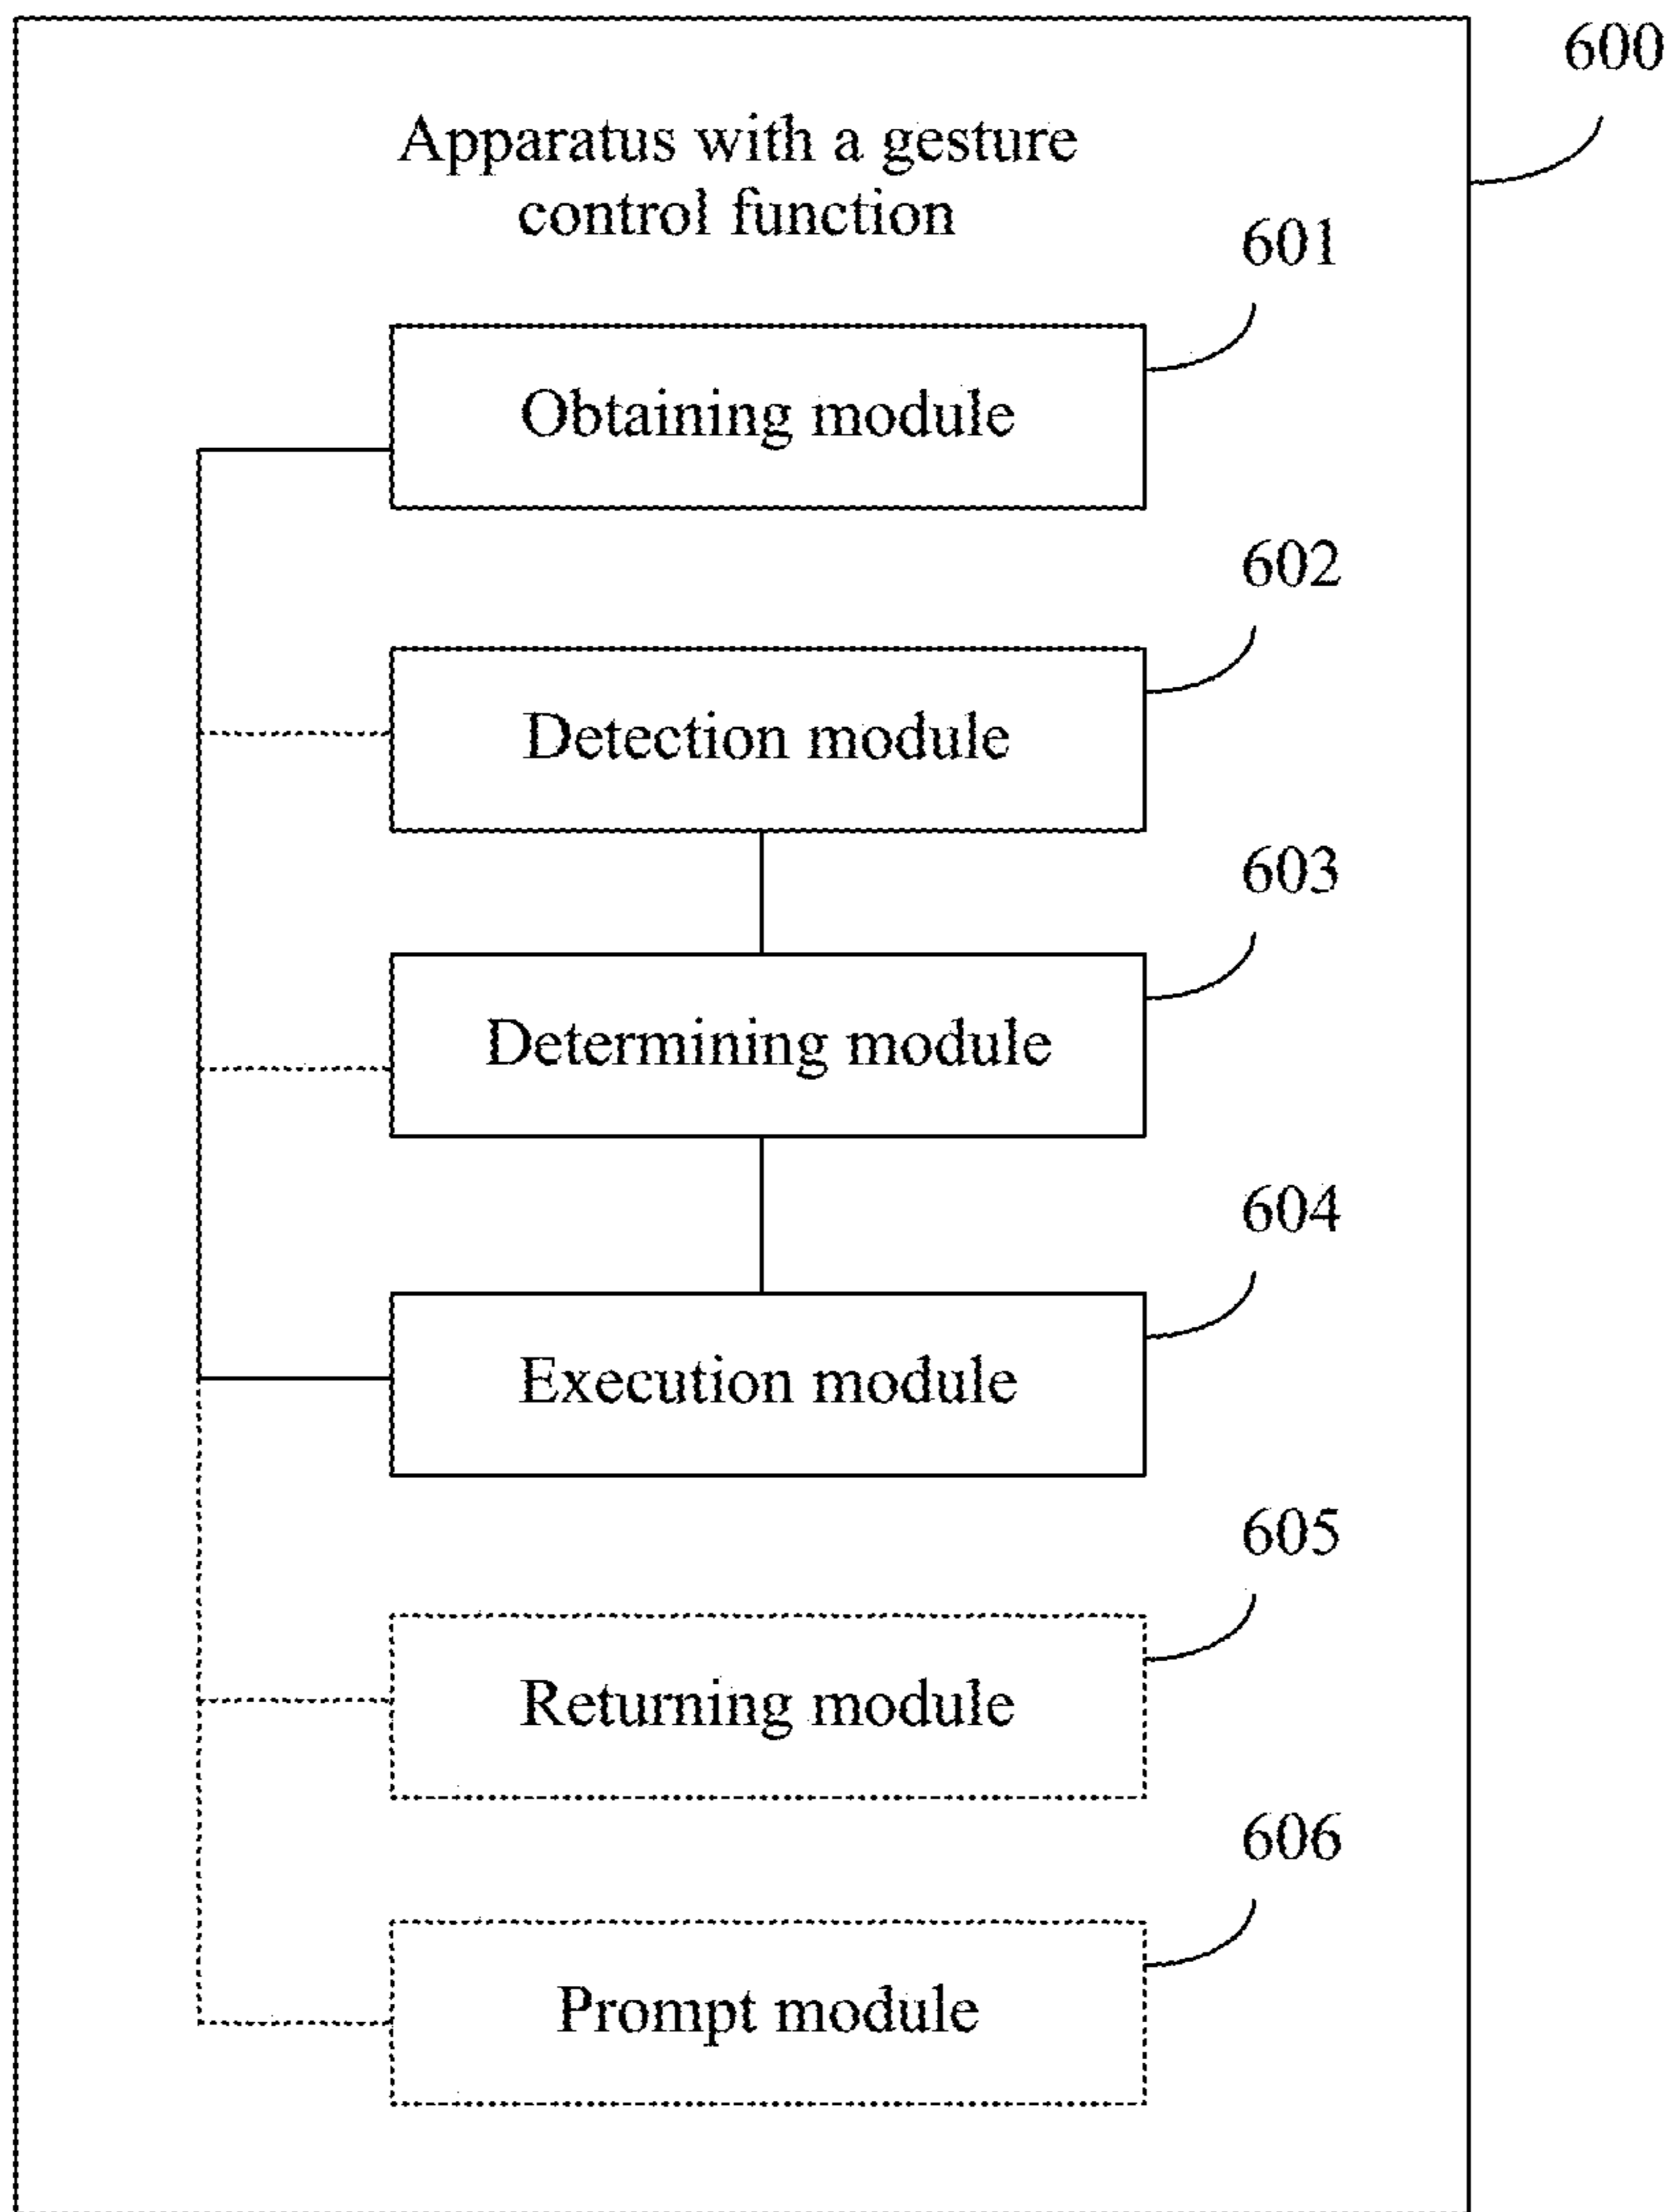 600
Apparatus with a gesture
control function
601
Obtaining module
602
Detection module
603
Determining module
604
Execution module
605
Returning module
606
Prompt module